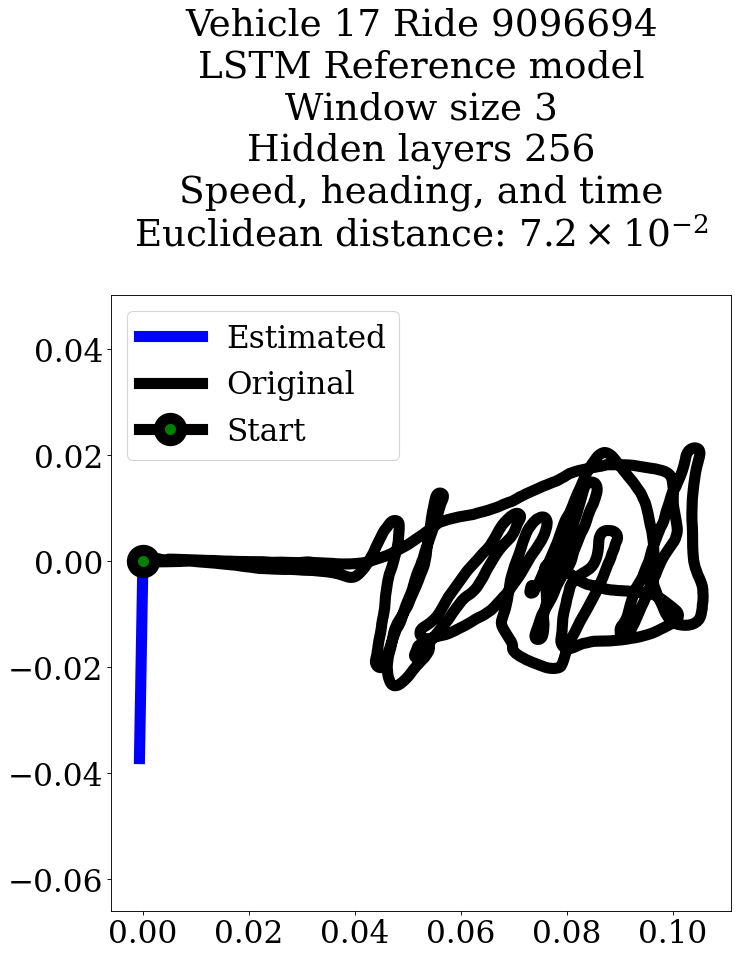 Vehicle 17 Ride 9096694
LSTM Reference model
Window size 3
Hidden layers 256
Speed, heading, and time
Euclidean distance: 7.2 × 10⁻²
Estimated
Original
Start
0.04
0.02
0.00
−0.02
−0.04
−0.06
0.00 0.02 0.04 0.06 0.08 0.10